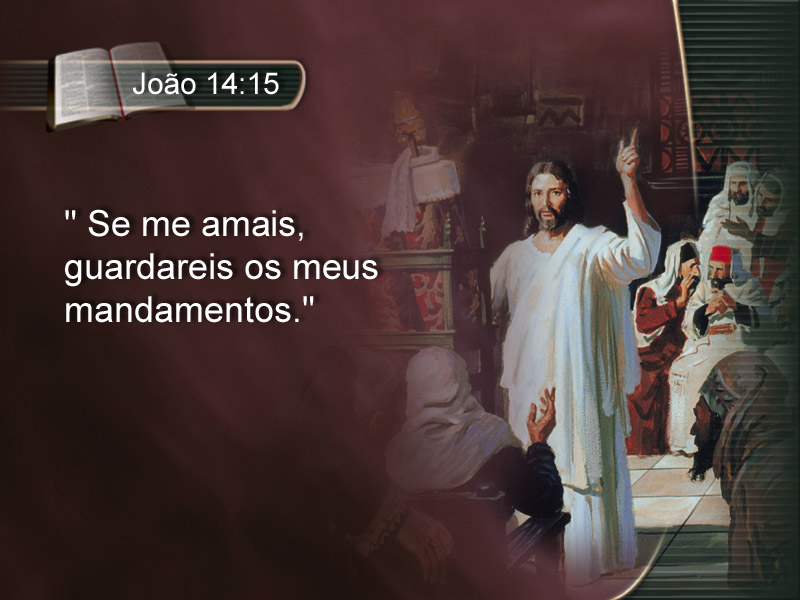 João 14:15
" Se me amais,
guardareis os meus
mandamentos."